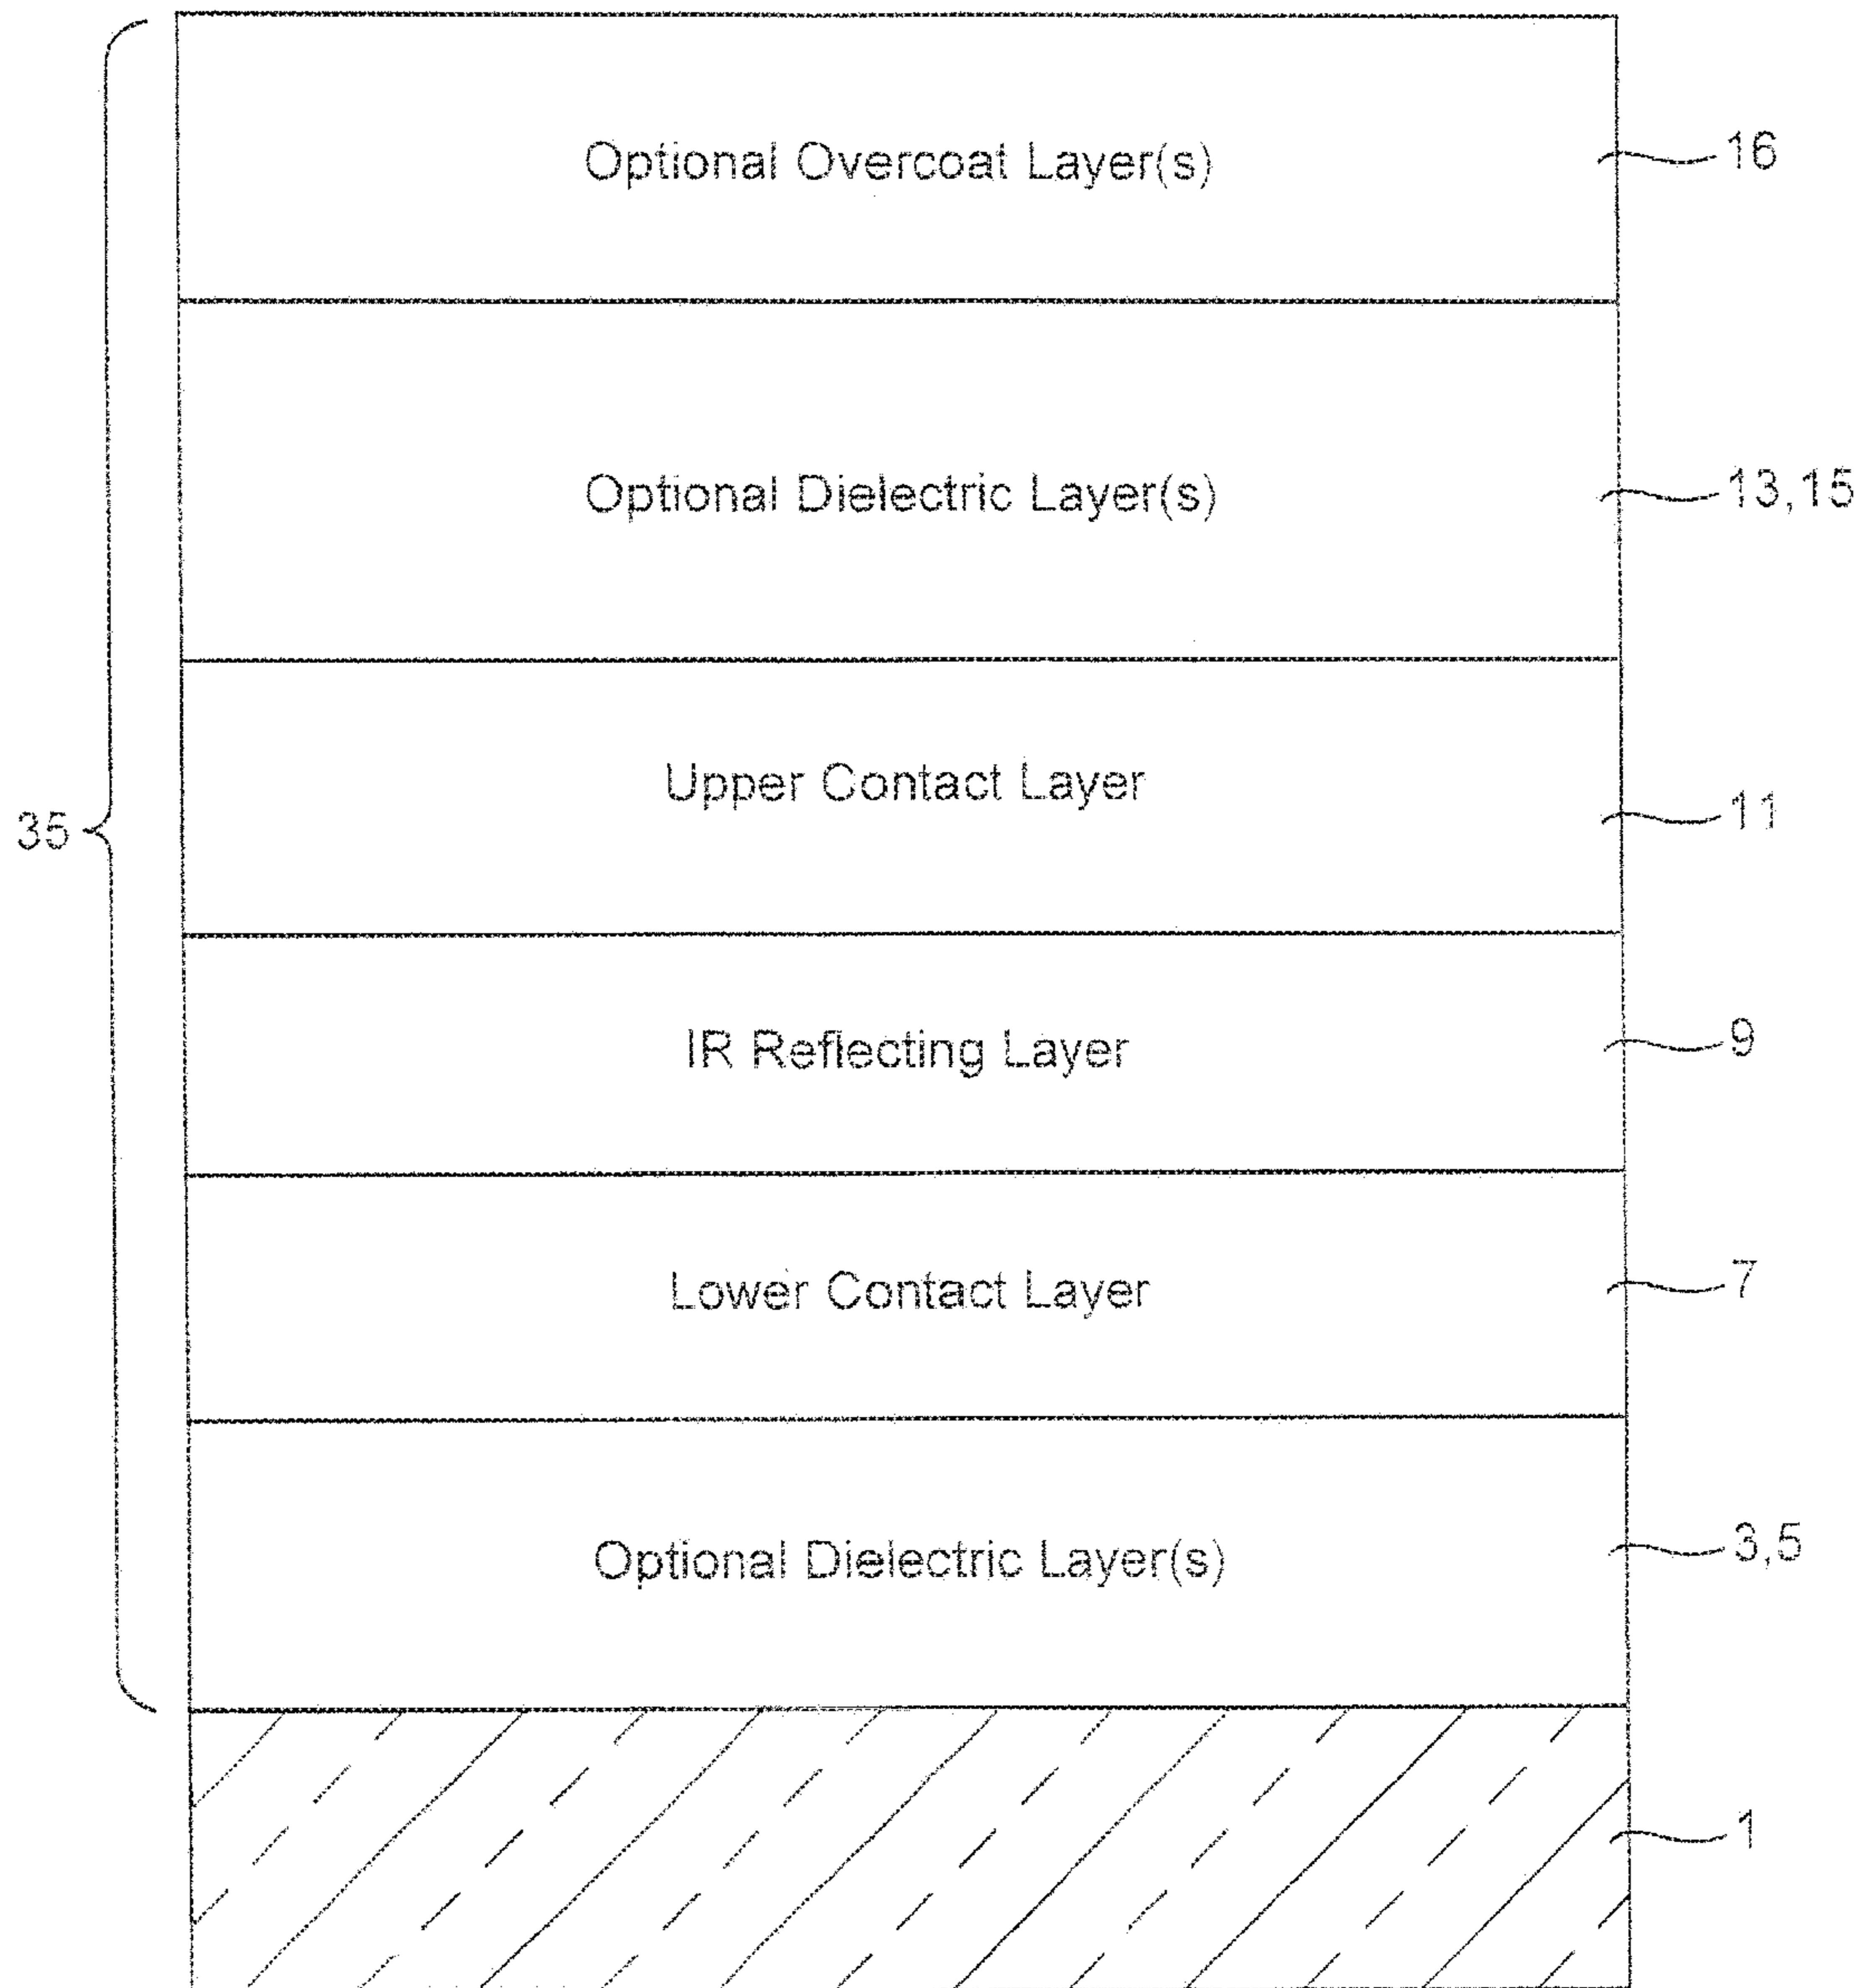 Optional Overcoat Layer(s)
16
Optional Dielectric Layer(s)
13,15
Upper Contact Layer
11
35
IR Reflecting Layer
9
Lower Contact Layer
7
Optional Dielectric Layer(s)
3,5
1